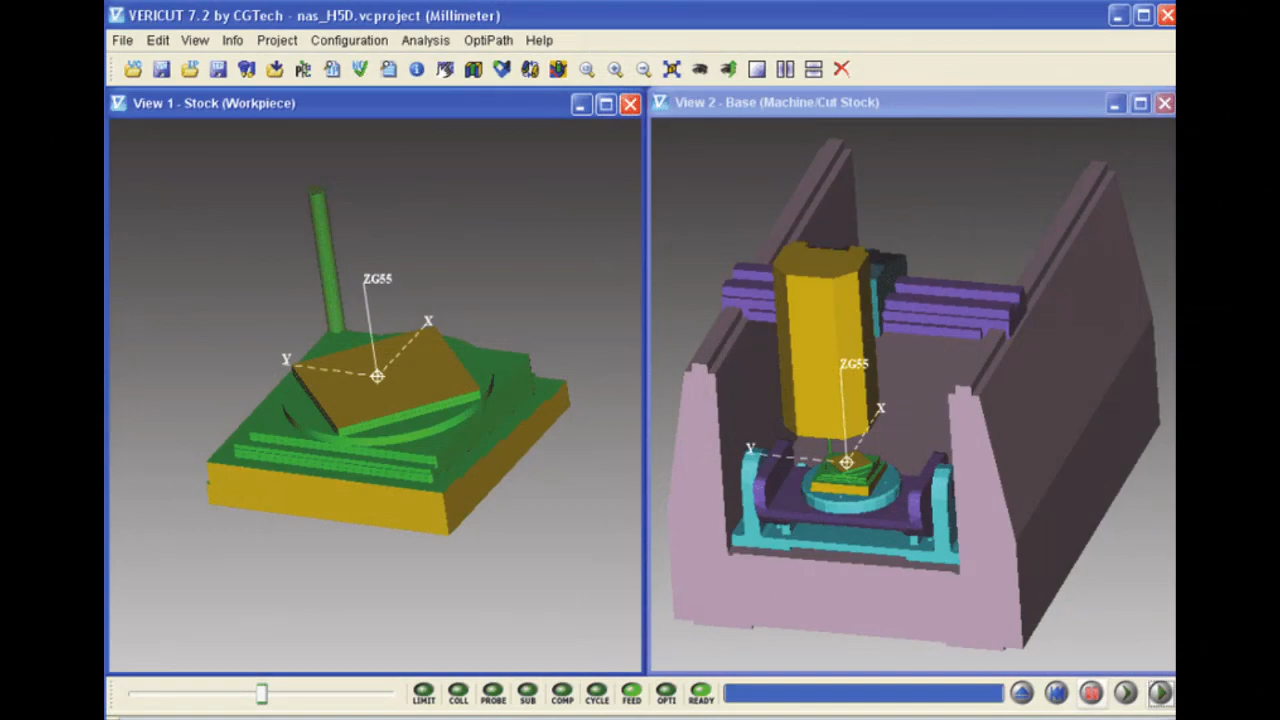 VERICUT 7.2 by CGTech - nas_H5D.vcproject (Millimeter)
File Edit View Info Project Configuration Analysis OptiPath Help
View 1 - Stock (Workpiece)
View 2 - Base (Machine/Cut Stock)
ZG55
X
Y
ZG55
X
Y
LIMIT COLL PROBE SUB COMP CYCLE FEED OPTI READY